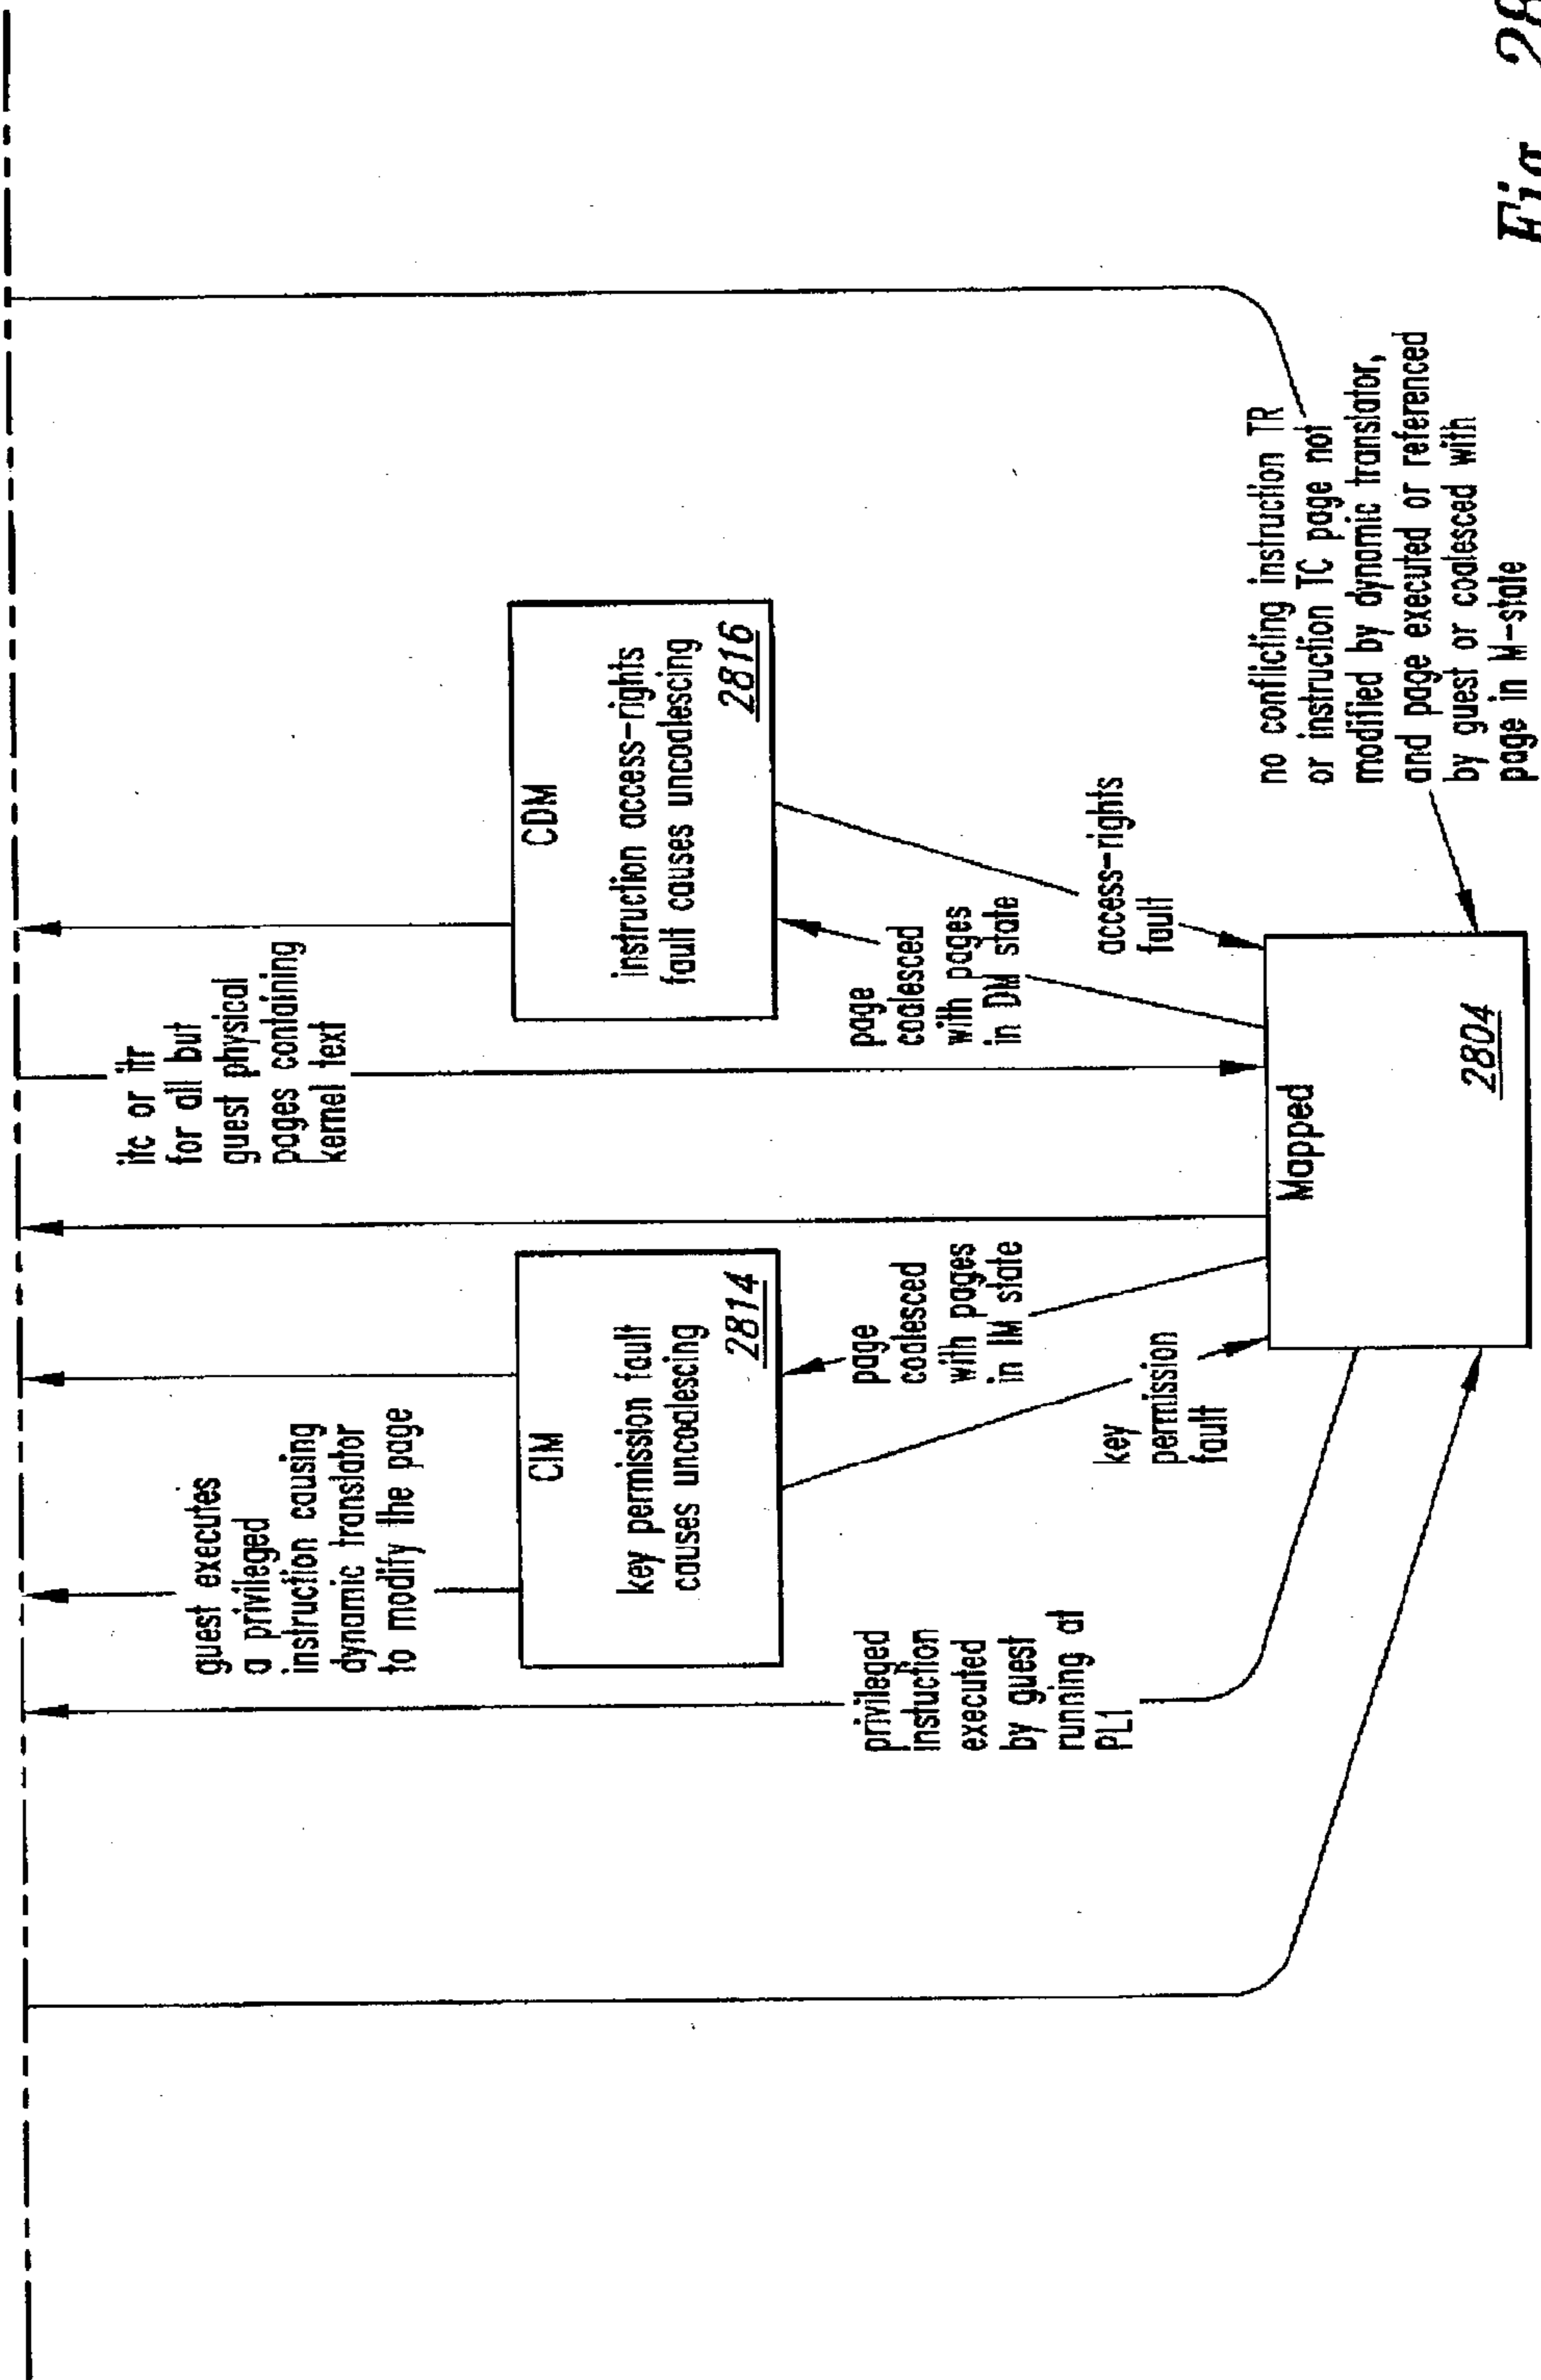 guest executes
a privileged
instruction causing
dynamic translator
to modify the page
itc or itr
for all but
guest physical
pages containing
kernel text
CIM
key permission fault
causes uncoalescing
2814
CDM
instruction access-rights
fault causes uncoalescing
2816
privileged
instuction
executed
by guest
running at
PL1
page
coalesced
with pages
in IM state
page
coalesced
with pages
in DM state
key
permission
fault
access-rights
fault
Mapped
2804
no conflicting instruction TR
or instruction TC page not
modified by dynamic translator,
and page executed or referenced
by guest or coalesced with
page in M-state
Fig. 28